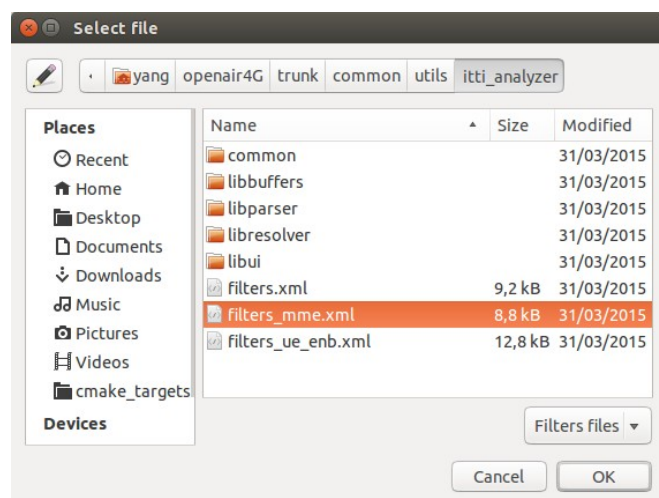 Select file
yang openair4G trunk common utils itti_analyzer
Places
Recent
Home
Desktop
Documents
Downloads
Music
Pictures
Videos
cmake_targets
Devices
Name Size Modified
common 31/03/2015
libbuffers 31/03/2015
libparser 31/03/2015
libresolver 31/03/2015
libui 31/03/2015
filters.xml 9,2 kB 31/03/2015
filters_mme.xml 8,8 kB 31/03/2015
filters_ue_enb.xml 12,8 kB 31/03/2015
Filters files
Cancel OK